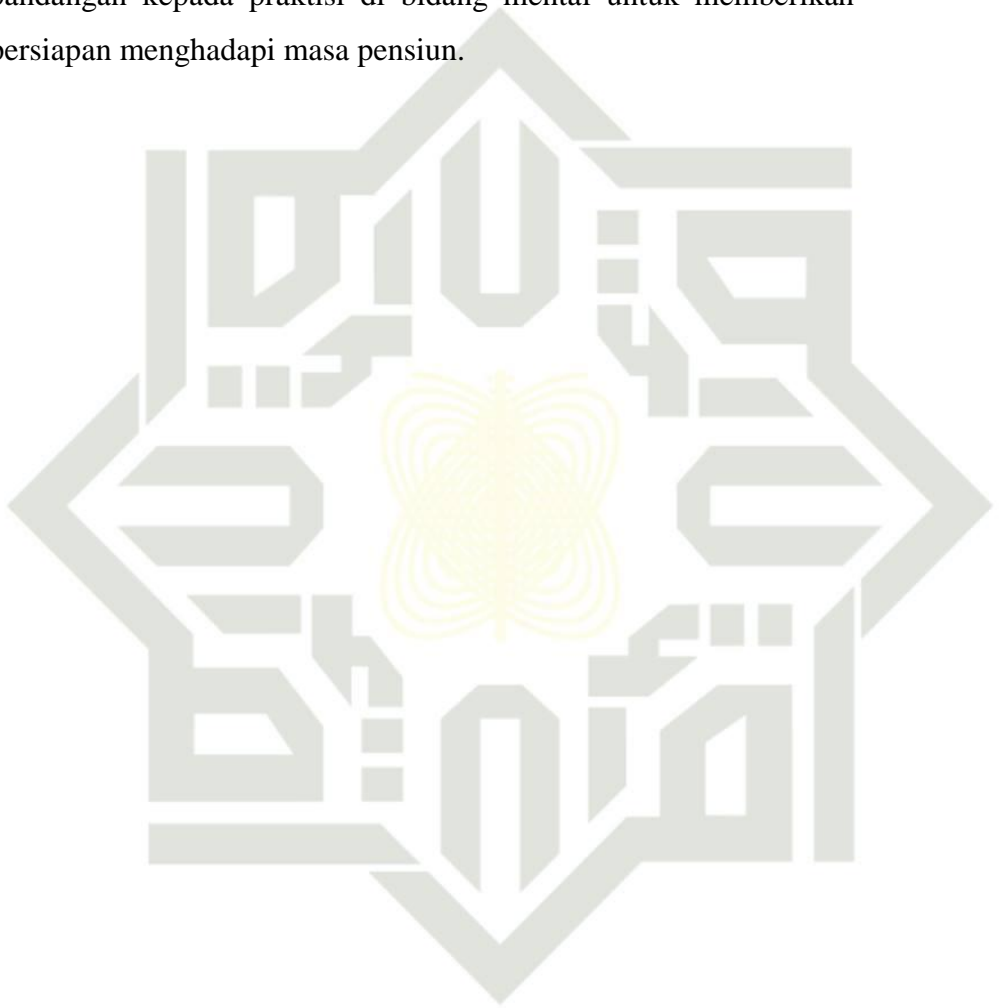 pandangan kepada praktisi di bidang mental untuk memberikan
persiapan menghadapi masa pensiun.